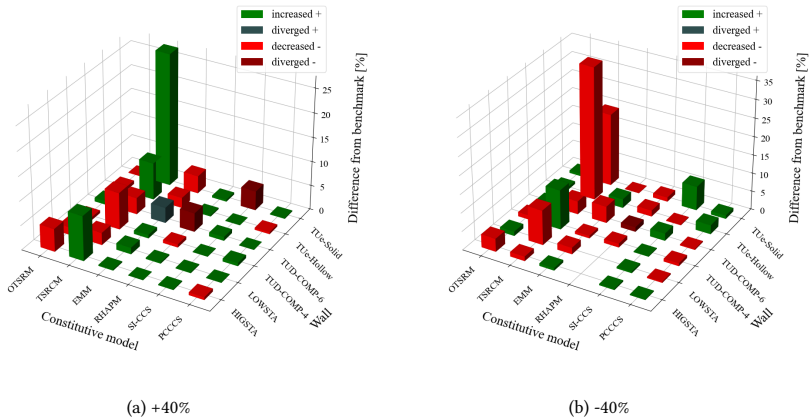 increased +
diverged +
decreased -
diverged -
25
20
15
10
5
0
Difference from benchmark [%]
OTSRM
TSRCM
EMM
RHAPM
SI-CCS
PCCCS
Constitutive model
HIGSTA
LOWSTA
TUD-COMP-4
TUD-COMP-6
TUe-Hollow
TUe-Solid
Wall
(a) +40%
increased +
diverged +
decreased -
diverged -
35
30
25
20
15
10
5
0
Difference from benchmark [%]
OTSRM
TSRCM
EMM
RHAPM
SI-CCS
PCCCS
Constitutive model
HIGSTA
LOWSTA
TUD-COMP-4
TUD-COMP-6
TUe-Hollow
TUe-Solid
Wall
(b) -40%